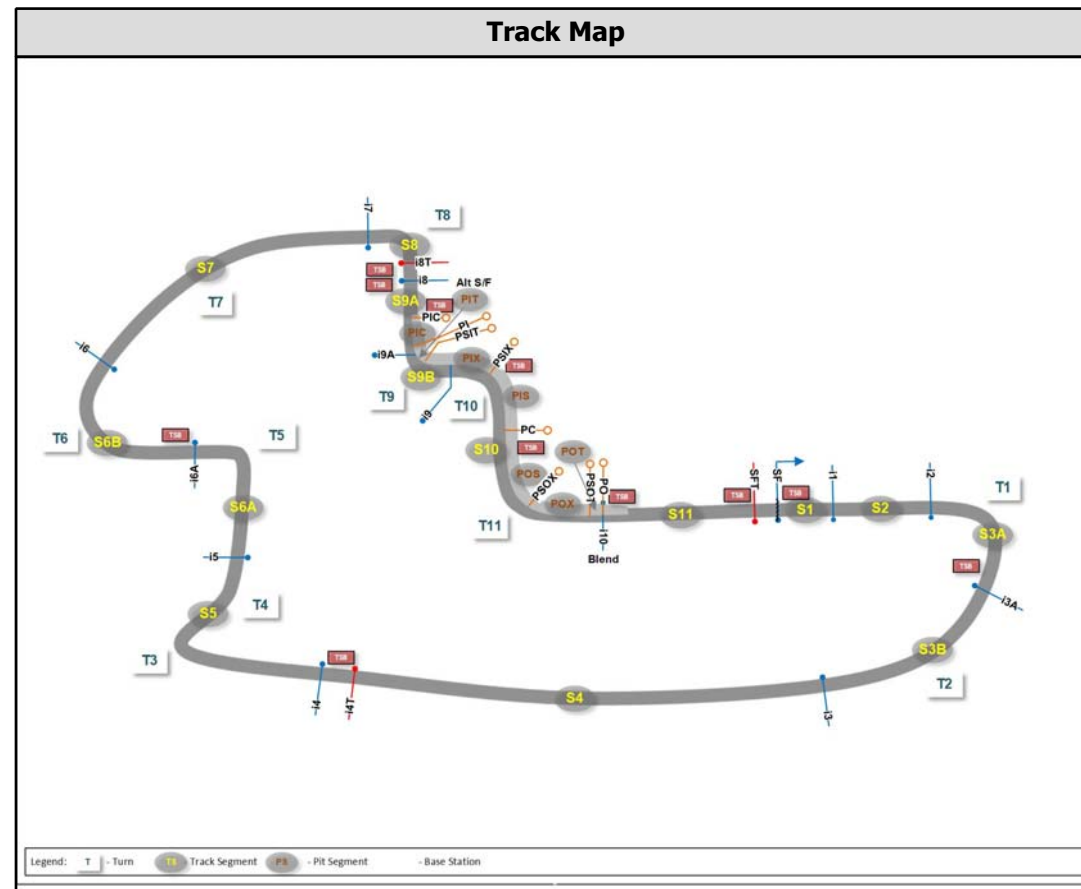 Track Map
i7
T8
S8
i8T
TSB
S7
TSB
i8
Alt S/F
S9A
TSB
PIT
T7
PIC
PI
PIC
PSIT
i6
i9A
PIX
PSIX
TSB
S9B
T9
T10
PIS
i9
T6
S6B
TSB
T5
PC
S10
TSB
POT
i6A
POS
PSOX
PSOT
PO
SFT
SF
i1
i2
T1
S6A
POX
TSB
TSB
TSB
T11
S11
S1
S2
S3A
i10
Blend
i5
TSB
i3A
S5
T4
S3B
T3
TSB
T2
i4
i4T
S4
i3
Legend: T - Turn T8 - Track Segment P8 - Pit Segment - Base Station